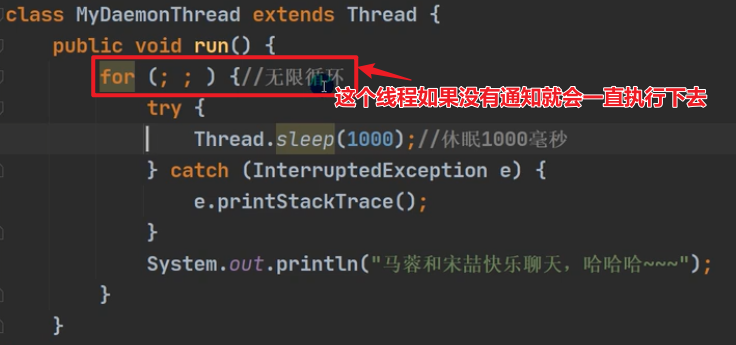 class MyDaemonThread extends Thread {
public void run() {
for (; ; ) {//无限循环
这个线程如果没有通知就会一直执行下去
try {
Thread.sleep(1000);//休眠1000毫秒
} catch (InterruptedException e) {
e.printStackTrace();
}
System.out.println("马蓉和宋喆快乐聊天，哈哈哈~~~");
}
}